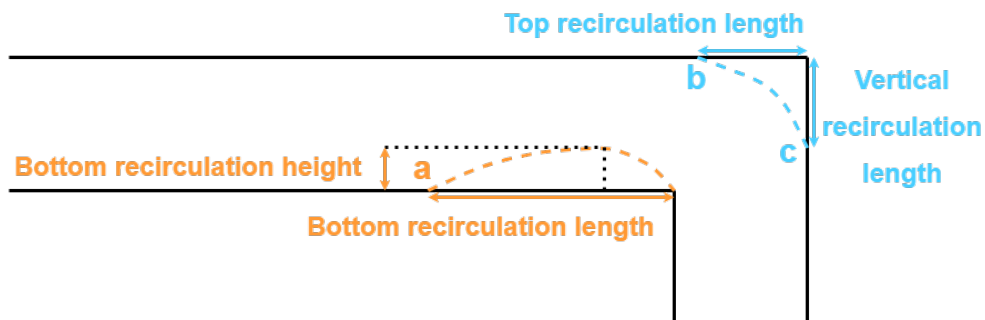 Top recirculation length
b
Vertical
recirculation
length
c
Bottom recirculation height
a
Bottom recirculation length